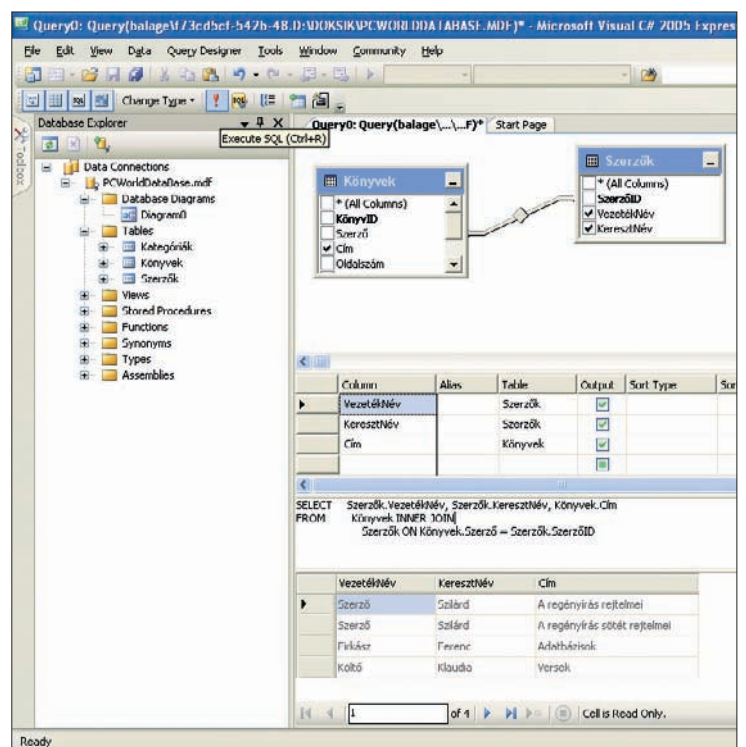 Query0: Query(balage\f73cd5cf-542b-48.D:\DOKSIK\PCWORLDDATABASE.MDF)* - Microsoft Visual C# 2005 Expres
File Edit View Data Query Designer Tools Window Community Help
Change Type
Database Explorer
Execute SQL (Ctrl+R)
Query0: Query(balage\...\...F)* Start Page
Toolbox
Data Connections
PCWorldDataBase.mdf
Database Diagrams
Diagram0
Tables
Kategóriák
Könyvek
Szerzők
Views
Stored Procedures
Functions
Synonyms
Types
Assemblies
Könyvek
* (All Columns)
KönyvID
Szerző
Cím
Oldalszám
Szerzők
* (All Columns)
SzerzőID
VezetékNév
KeresztNév
Column Alias Table Output Sort Type Sor
VezetékNév Szerzők
KeresztNév Szerzők
Cím Könyvek
SELECT Szerzők.VezetékNév, Szerzők.KeresztNév, Könyvek.Cím
FROM Könyvek INNER JOIN
Szerzők ON Könyvek.Szerző = Szerzők.SzerzőID
VezetékNév KeresztNév Cím
Szerző Szilárd A regényírás rejtelmei
Szerző Szilárd A regényírás sötét rejtelmei
Firkász Ferenc Adatbázisok
Költő Klaudia Versek
1 of 4 Cell is Read Only.
Ready